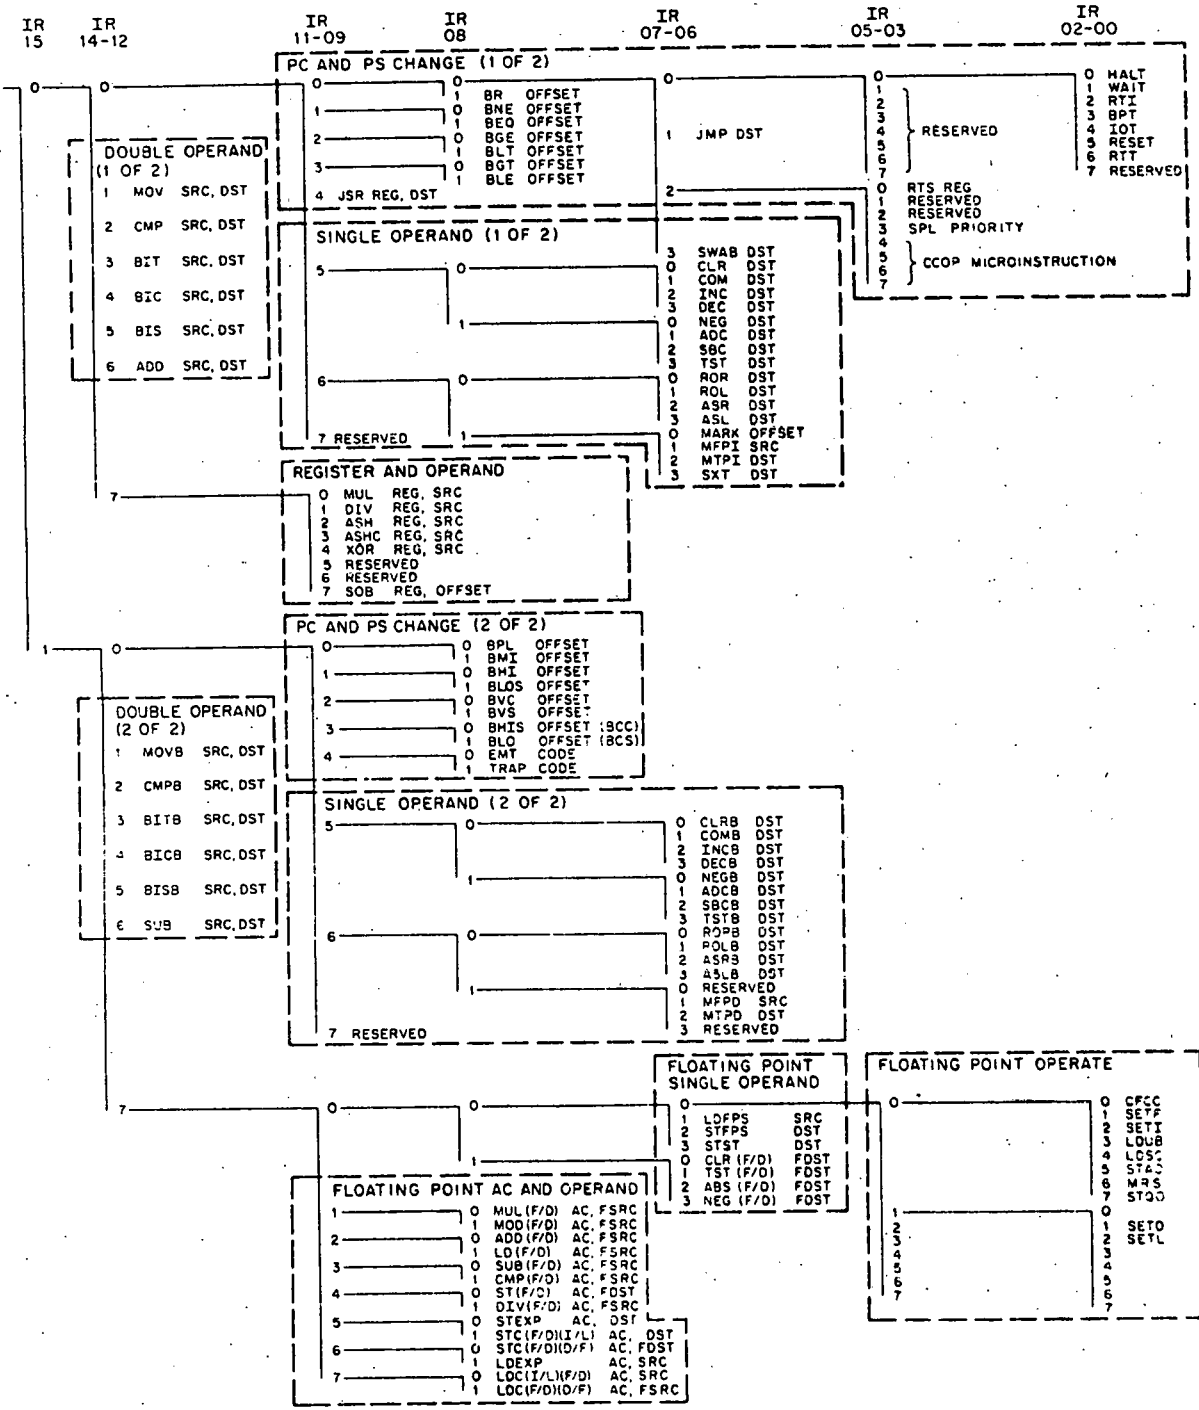 IR 15
IR 14-12
IR 11-09
IR 08
IR 07-06
IR 05-03
IR 02-00
PC AND PS CHANGE (1 OF 2)
0 0 0 0 0 0 0 HALT
1 BR OFFSET
1 0 BNE OFFSET
1 BEQ OFFSET
2 0 BGE OFFSET
1 BLT OFFSET
3 0 BGT OFFSET
1 BLE OFFSET
4 JSR REG, DST
1 JMP DST
2
1
2
3
4
5
6
7
RESERVED
1 WAIT
2 RTI
3 BPT
4 IOT
5 RESET
6 RTT
7 RESERVED
0 RTS REG
1 RESERVED
2 RESERVED
3 SPL PRIORITY
4
5
6
7
CCOP MICROINSTRUCTION
DOUBLE OPERAND
(1 OF 2)
1 MOV SRC, DST
2 CMP SRC, DST
3 BIT SRC, DST
4 BIC SRC, DST
5 BIS SRC, DST
6 ADD SRC, DST
SINGLE OPERAND (1 OF 2)
3 SWAB DST
5 0 0 CLR DST
1 COM DST
2 INC DST
3 DEC DST
1 0 NEG DST
1 ADC DST
2 SBC DST
3 TST DST
6 0 0 ROR DST
1 ROL DST
2 ASR DST
3 ASL DST
7 RESERVED
1 0 MARK OFFSET
1 MFPI SRC
2 MTPI DST
3 SXT DST
REGISTER AND OPERAND
7 0 MUL REG, SRC
1 DIV REG, SRC
2 ASH REG, SRC
3 ASHC REG, SRC
4 XOR REG, SRC
5 RESERVED
6 RESERVED
7 SOB REG, OFFSET
PC AND PS CHANGE (2 OF 2)
1 0 0 0 BPL OFFSET
1 BMI OFFSET
1 0 BHI OFFSET
1 BLOS OFFSET
2 0 BVC OFFSET
1 BVS OFFSET
3 0 BHIS OFFSET (BCC)
1 BLO OFFSET (BCS)
4 0 EMT CODE
1 TRAP CODE
DOUBLE OPERAND
(2 OF 2)
1 MOVB SRC, DST
2 CMPB SRC, DST
3 BITB SRC, DST
4 BICB SRC, DST
5 BISB SRC, DST
6 SUB SRC, DST
SINGLE OPERAND (2 OF 2)
5 0 0 CLRB DST
1 COMB DST
2 INCB DST
3 DECB DST
1 0 NEGB DST
1 ADCB DST
2 SBCB DST
3 TSTB DST
6 0 0 RORB DST
1 ROLB DST
2 ASRB DST
3 ASLB DST
1 0 RESERVED
1 MFPD SRC
2 MTPD DST
7 RESERVED
3 RESERVED
FLOATING POINT
SINGLE OPERAND
7 0 0 0
1 LDFPS SRC
2 STFPS DST
3 STST DST
1 0 CLR (F/D) FDST
1 TST (F/D) FDST
2 ABS (F/D) FDST
3 NEG (F/D) FDST
FLOATING POINT OPERATE
0 0 CFCC
1 SETF
2 SETI
3 LDUB
4
5
6 MRS
7
1 0
2 1 SETD
3 2 SETL
4 3
5 4
6 5
7 6
7
FLOATING POINT AC AND OPERAND
1 0 MUL (F/D) AC, FSRC
1 MOD (F/D) AC, FSRC
2 0 ADD (F/D) AC, FSRC
1 LD (F/D) AC, FSRC
3 0 SUB (F/D) AC, FSRC
1 CMP (F/D) AC, FSRC
4 0 ST (F/D) AC, FDST
1 DIV (F/D) AC, FSRC
5 0 STEXP AC, DST
1 STC (F/D)(I/L) AC, DST
6 0 STC (F/D)(D/F) AC, FDST
1 LDEXP AC, SRC
7 0 LDC (I/L)(F/D) AC, SRC
1 LDC (F/D)(D/F) AC, FSRC